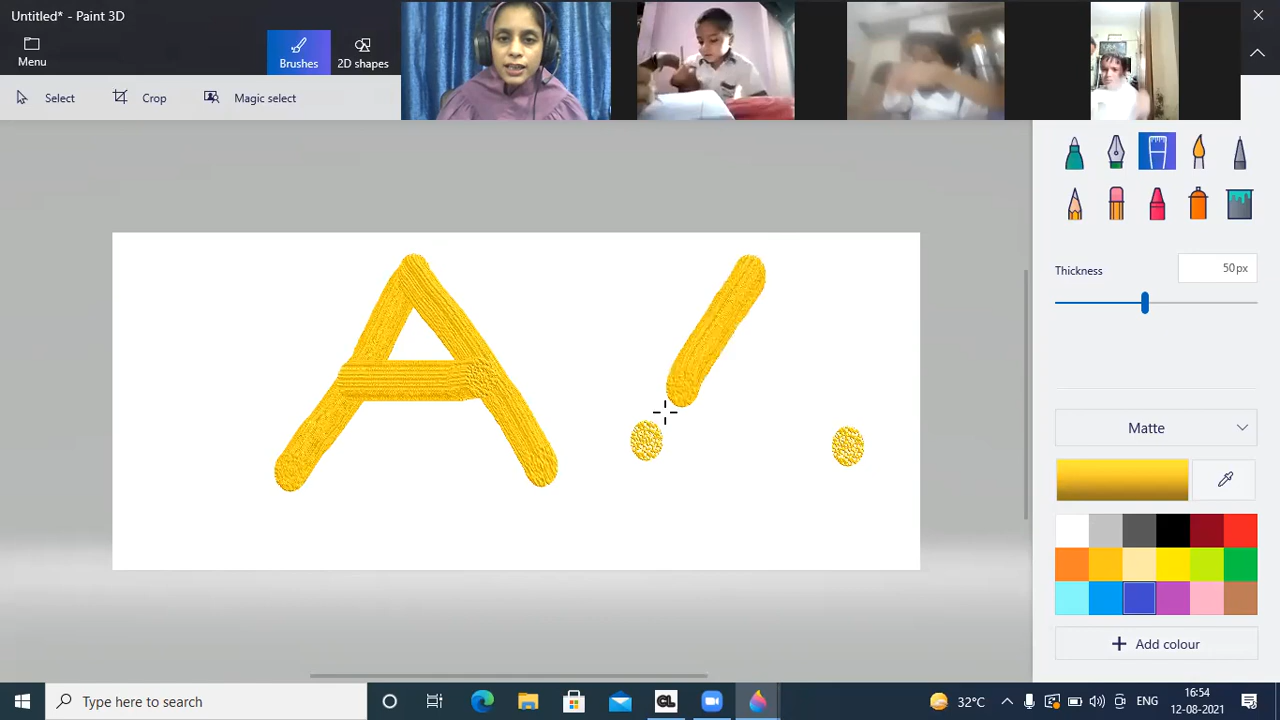 Untitled* - Paint 3D
Menu
Brushes
2D shapes
Select
Crop
Magic select
A
Thickness
50px
Matte
Add colour
Type here to search
CL
32°C
ENG
16:54
12-08-2021